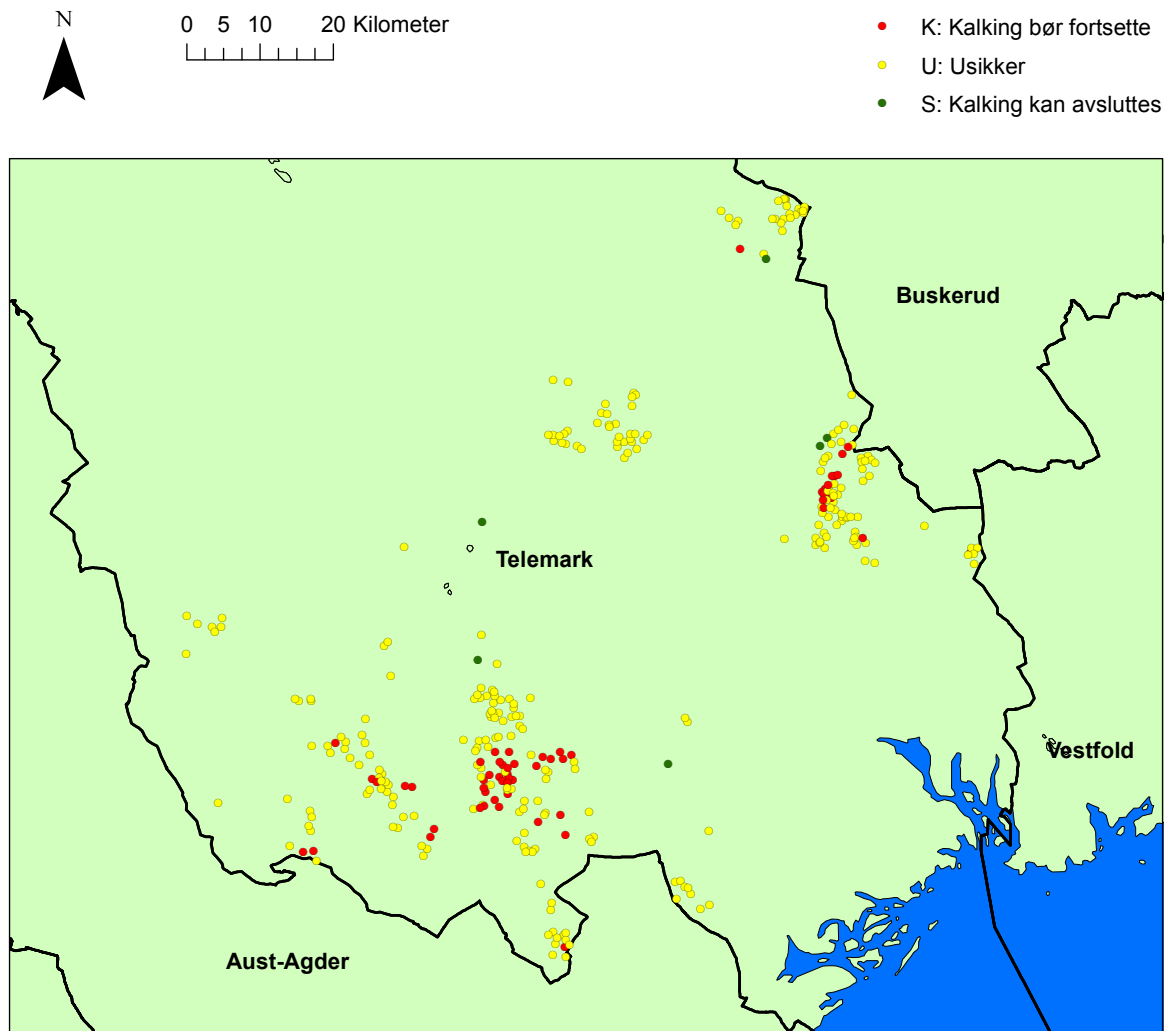 N
0 5 10 20 Kilometer
K: Kalking bør fortsette
U: Usikker
S: Kalking kan avsluttes
Buskerud
Telemark
Vestfold
Aust-Agder